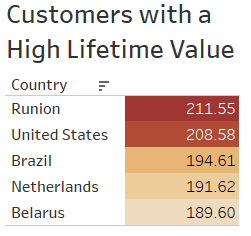 Customers with a
High Lifetime Value
Country
Runion 211.55
United States 208.58
Brazil 194.61
Netherlands 191.62
Belarus 189.60